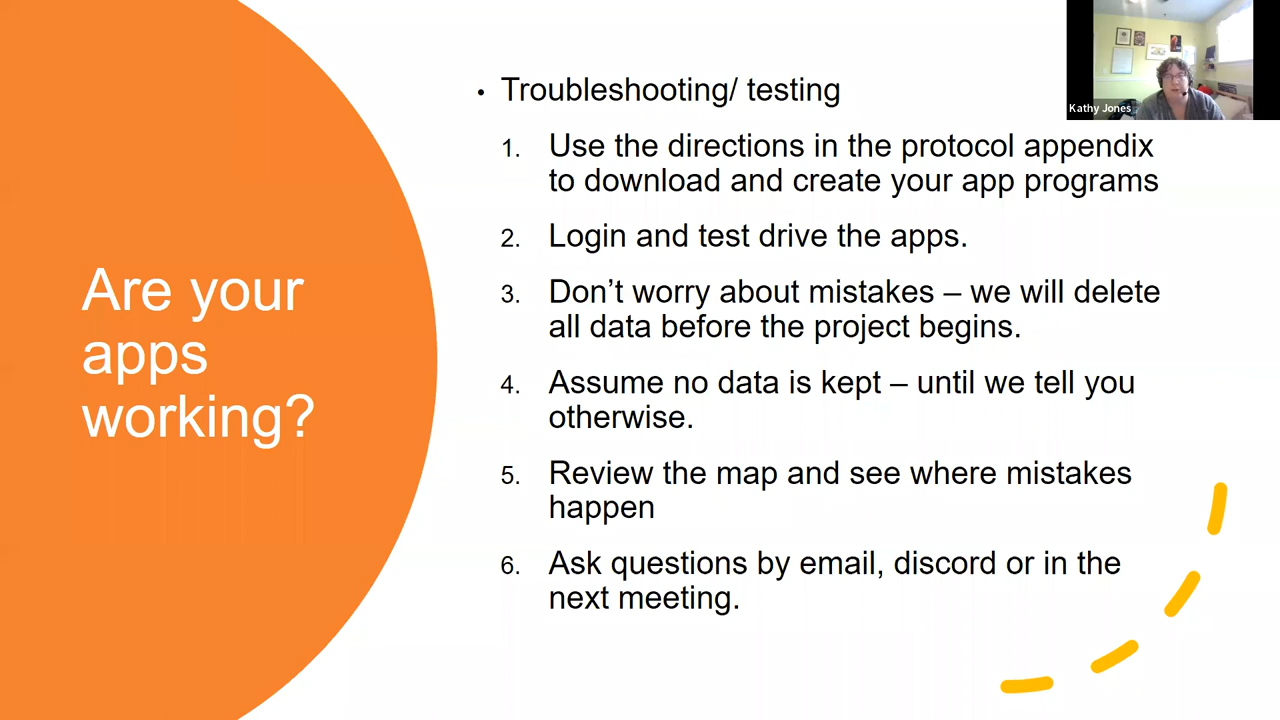 Are your
apps
working?
• Troubleshooting/ testing
1. Use the directions in the protocol appendix
to download and create your app programs
2. Login and test drive the apps.
3. Don’t worry about mistakes – we will delete
all data before the project begins.
4. Assume no data is kept – until we tell you
otherwise.
5. Review the map and see where mistakes
happen
6. Ask questions by email, discord or in the
next meeting.
Kathy Jones